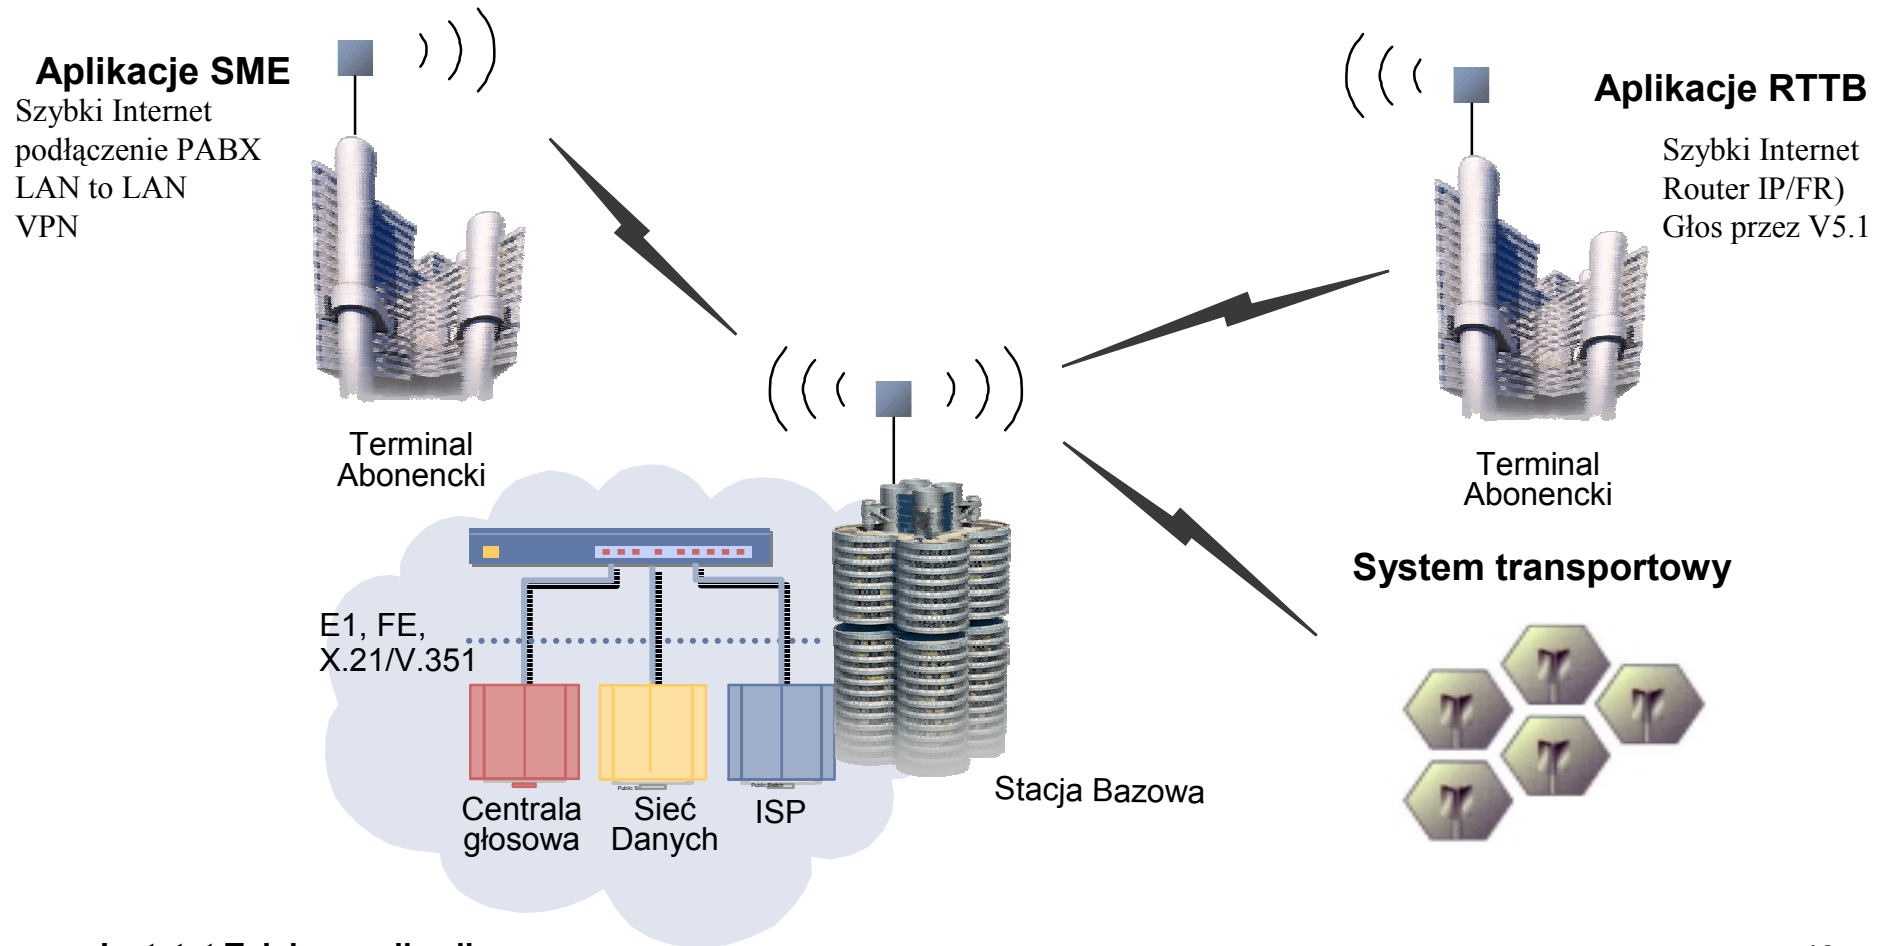 Aplikacje SME
Szybki Internet
podłączenie PABX
LAN to LAN
VPN
Aplikacje RTTB
Szybki Internet
Router IP/FR)
Głos przez V5.1
Terminal
Abonencki
Terminal
Abonencki
System transportowy
E1, FE,
X.21/V.351
Public Switch
Centrala
głosowa
Sieć
Danych
ISP
Stacja Bazowa